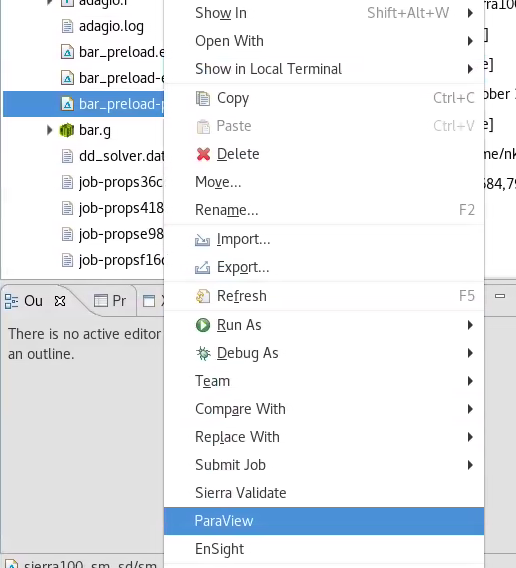 adagio.log
bar_preload.e
bar_preload-e
bar_preload-p
bar.g
dd_solver.dat
job-props36c
job-props418
job-propse98
job-propsf16c
Show In Shift+Alt+W
Open With
Show in Local Terminal
Copy Ctrl+C
Paste Ctrl+V
Delete
Move...
Rename... F2
Import...
Export...
Refresh F5
Run As
Debug As
Team
Compare With
Replace With
Submit Job
Sierra Validate
ParaView
EnSight
]
e]
ober 1
e]
me/nk
684,79
Ou Pr
There is no active editor
an outline.
sierra100_sm_sd/sm